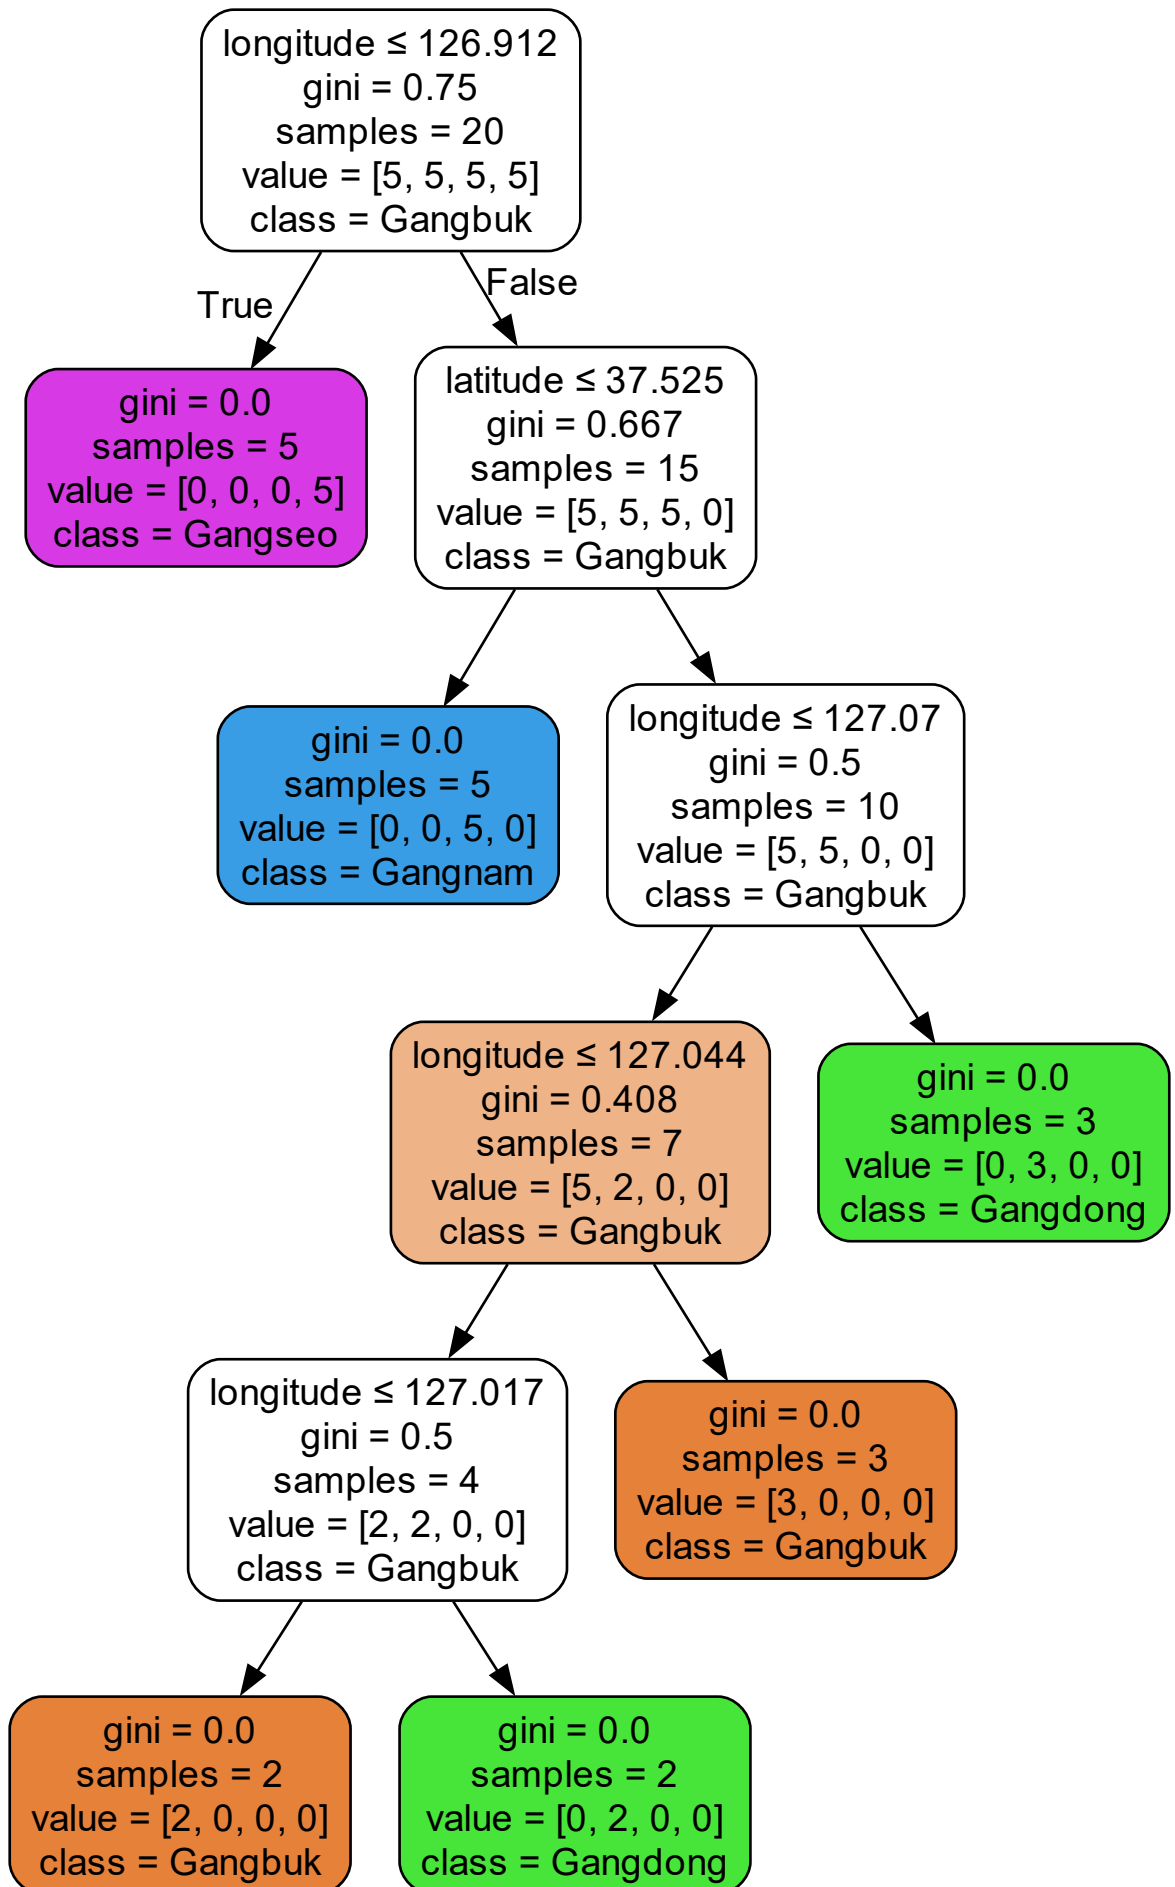 longitude ≤ 126.912
gini = 0.75
samples = 20
value = [5, 5, 5, 5]
class = Gangbuk
True
False
gini = 0.0
samples = 5
value = [0, 0, 0, 5]
class = Gangseo
latitude ≤ 37.525
gini = 0.667
samples = 15
value = [5, 5, 5, 0]
class = Gangbuk
gini = 0.0
samples = 5
value = [0, 0, 5, 0]
class = Gangnam
longitude ≤ 127.07
gini = 0.5
samples = 10
value = [5, 5, 0, 0]
class = Gangbuk
longitude ≤ 127.044
gini = 0.408
samples = 7
value = [5, 2, 0, 0]
class = Gangbuk
gini = 0.0
samples = 3
value = [0, 3, 0, 0]
class = Gangdong
longitude ≤ 127.017
gini = 0.5
samples = 4
value = [2, 2, 0, 0]
class = Gangbuk
gini = 0.0
samples = 3
value = [3, 0, 0, 0]
class = Gangbuk
gini = 0.0
samples = 2
value = [2, 0, 0, 0]
class = Gangbuk
gini = 0.0
samples = 2
value = [0, 2, 0, 0]
class = Gangdong